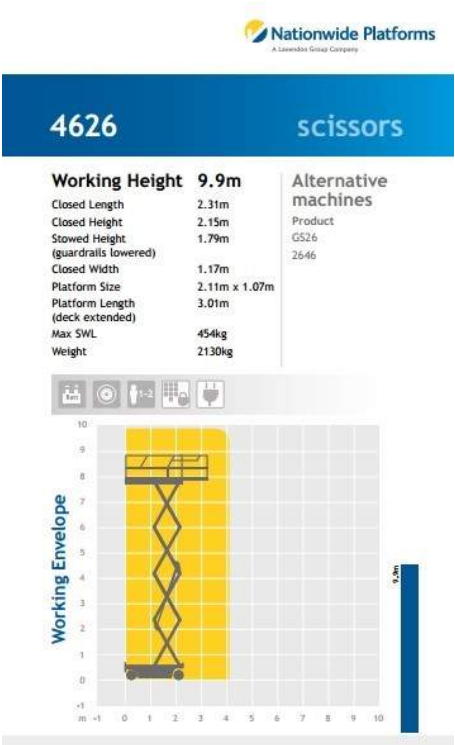 Nationwide Platforms
A Lavendon Group Company
4626
scissors
Working Height 9.9m
Closed Length 2.31m
Closed Height 2.15m
Stowed Height 1.79m
(guardrails lowered)
Closed Width 1.17m
Platform Size 2.11m x 1.07m
Platform Length 3.01m
(deck extended)
Max SWL 454kg
Weight 2130kg
Alternative
machines
Product
GS26
2646
Batt
1-2
Working Envelope
10
9
8
7
6
5
4
3
2
1
0
-1
m -1 0 1 2 3 4 5 6 7 8 9 10
9.9m